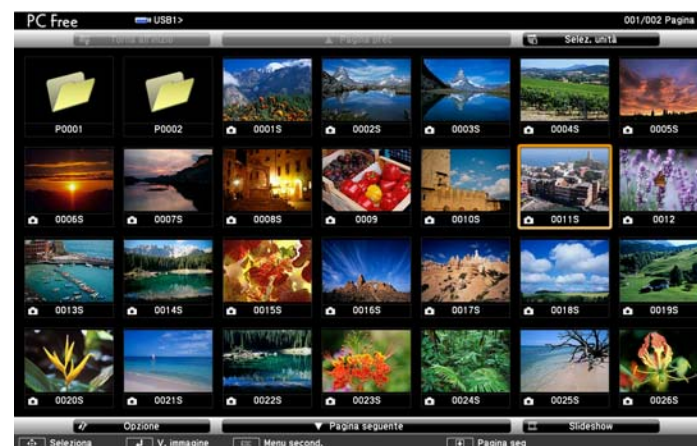 PC Free USB1> 001/002 Pagina
Torna all'inizio ▲ Pagina prec Selez. unità
P0001 P0002 0001S 0002S 0003S 0004S 0005S
0006S 0007S 0008S 0009 0010S 0011S 0012
0013S 0014S 0015S 0016S 0017S 0018S 0019S
0020S 0021S 0022S 0023S 0024S 0025S 0026S
Opzione ▼ Pagina seguente Slideshow
Seleziona V. immagine Esc Menu second. Pagina seg